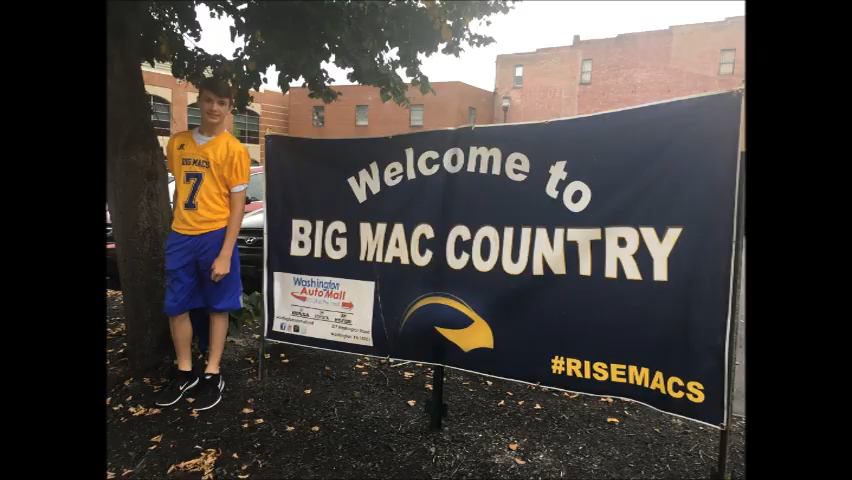 BIG MACS
7
Welcome to
BIG MAC COUNTRY
Washington
Auto Mall
#RISEMACS